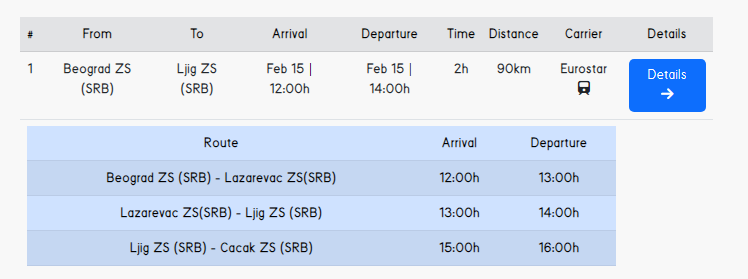 # From To Arrival Departure Time Distance Carrier Details
1 Beograd ZS Ljig ZS Feb 15 | Feb 15 | 2h 90km Eurostar Details
(SRB) (SRB) 12:00h 14:00h
Route Arrival Departure
Beograd ZS (SRB) - Lazarevac ZS(SRB) 12:00h 13:00h
Lazarevac ZS(SRB) - Ljig ZS (SRB) 13:00h 14:00h
Ljig ZS (SRB) - Cacak ZS (SRB) 15:00h 16:00h